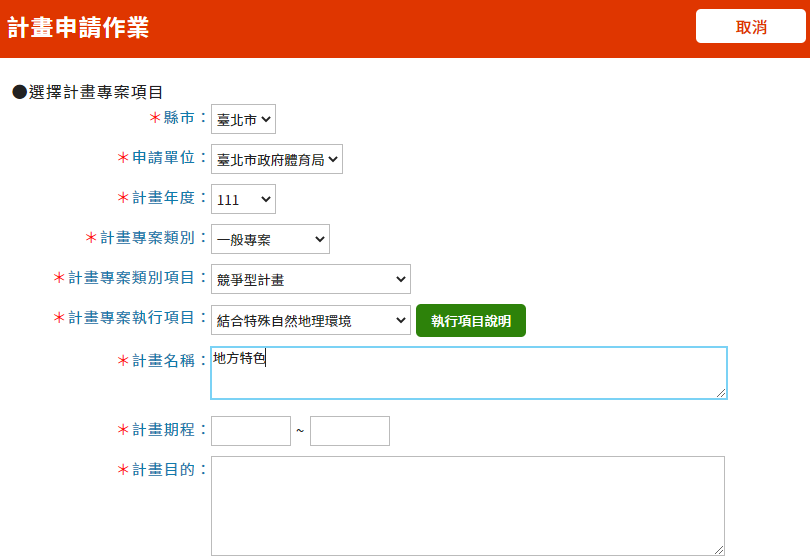 計畫申請作業
取消
●選擇計畫專案項目
＊縣市： 臺北市
＊申請單位： 臺北市政府體育局
＊計畫年度： 111
＊計畫專案類別： 一般專案
＊計畫專案類別項目： 競爭型計畫
＊計畫專案執行項目： 結合特殊自然地理環境 執行項目說明
＊計畫名稱： 地方特色
＊計畫期程： ~
＊計畫目的：